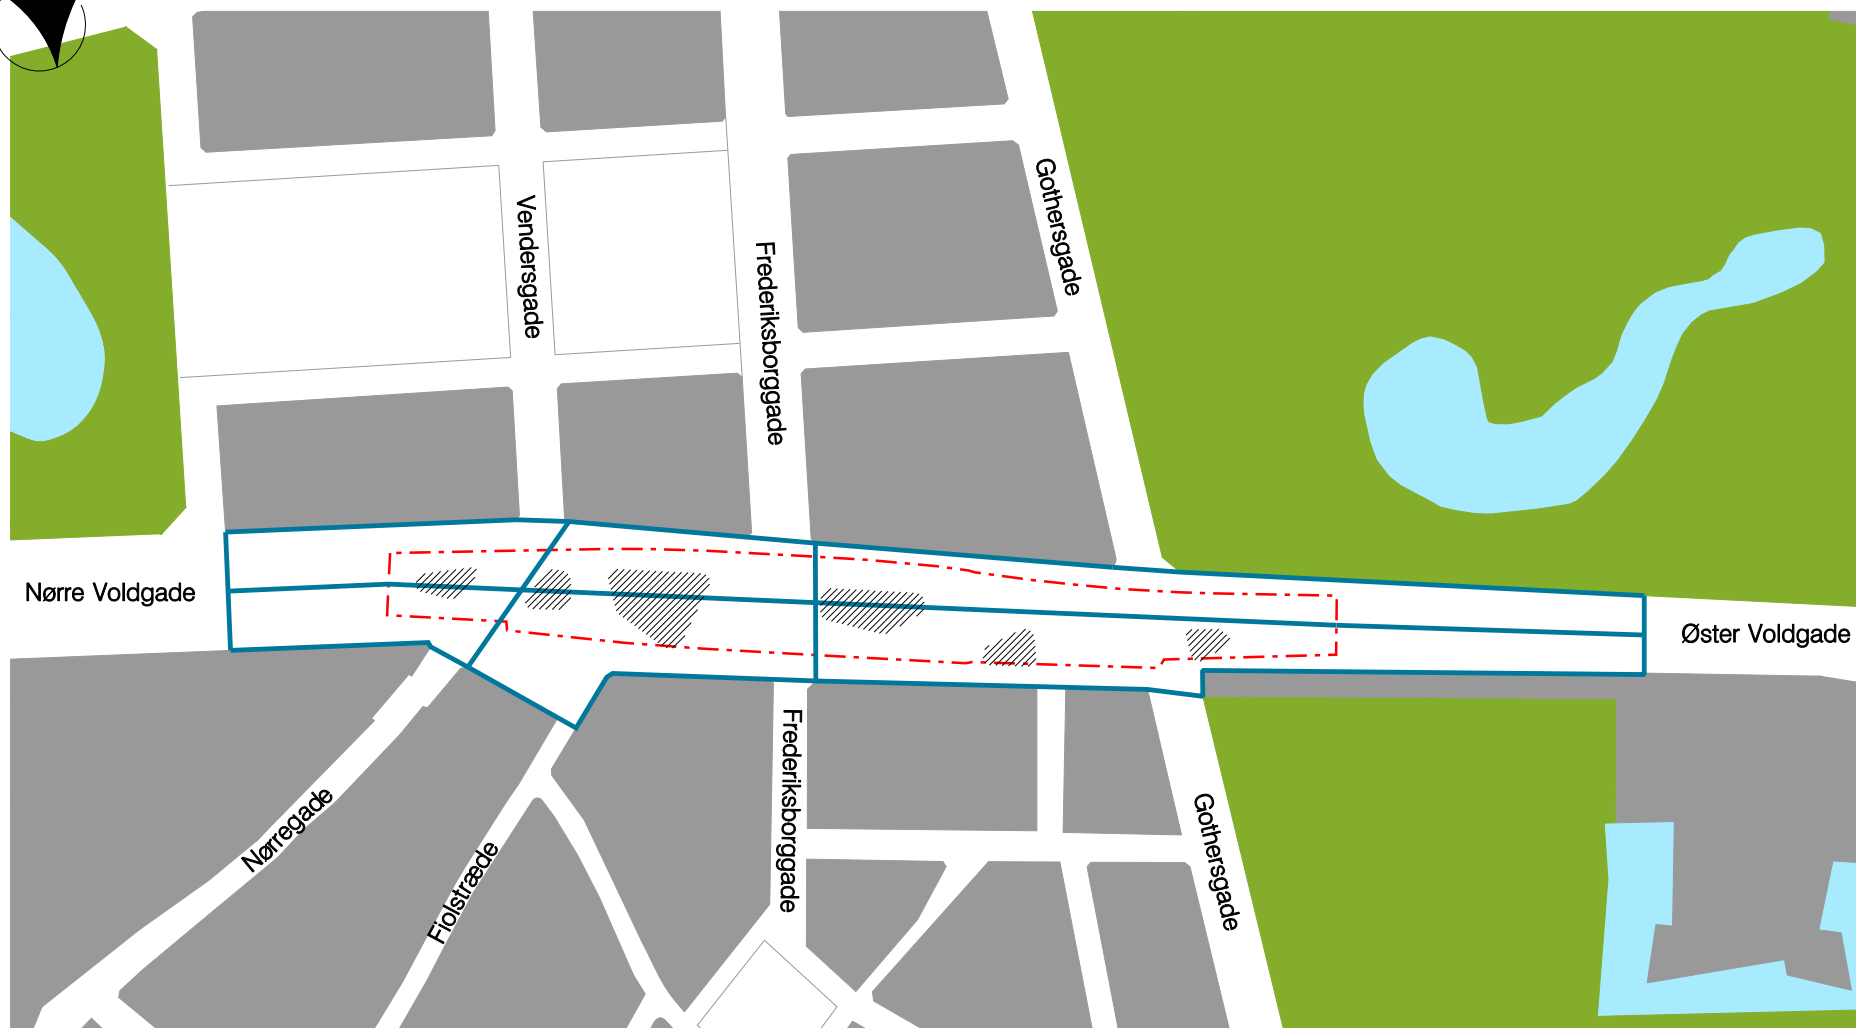 Gothersgade
Vendersgade
Frederiksborggade
Nørre Voldgade
Øster Voldgade
Frederiksborggade
Nørregade
Gothersgade
Fiolstræde